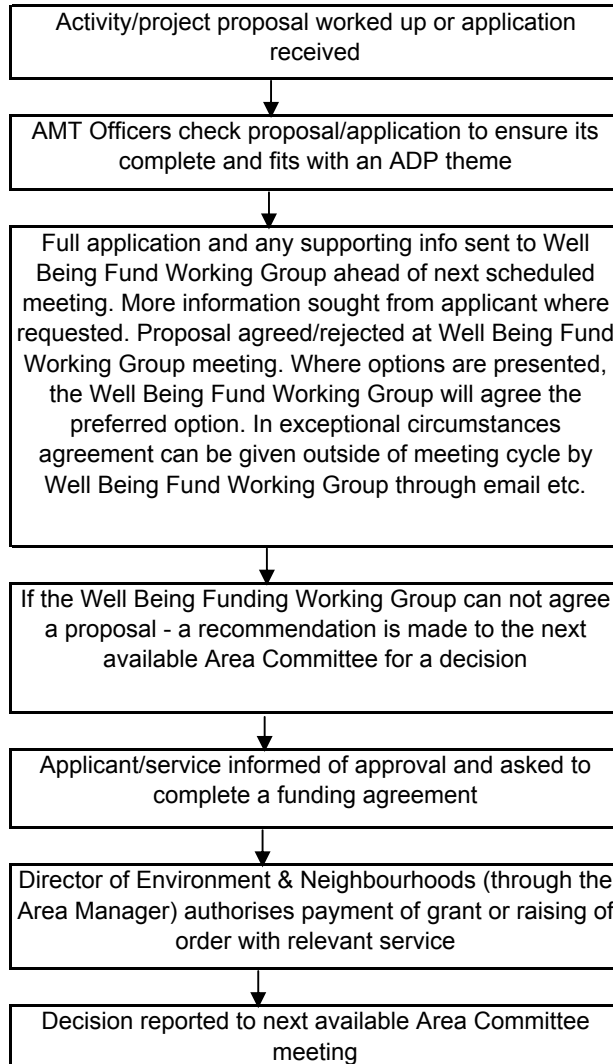 Activity/project proposal worked up or application
received
AMT Officers check proposal/application to ensure its
complete and fits with an ADP theme
Full application and any supporting info sent to Well
Being Fund Working Group ahead of next scheduled
meeting. More information sought from applicant where
requested. Proposal agreed/rejected at Well Being Fund
Working Group meeting. Where options are presented,
the Well Being Fund Working Group will agree the
preferred option. In exceptional circumstances
agreement can be given outside of meeting cycle by
Well Being Fund Working Group through email etc.
If the Well Being Funding Working Group can not agree
a proposal - a recommendation is made to the next
available Area Committee for a decision
Applicant/service informed of approval and asked to
complete a funding agreement
Director of Environment & Neighbourhoods (through the
Area Manager) authorises payment of grant or raising of
order with relevant service
Decision reported to next available Area Committee
meeting